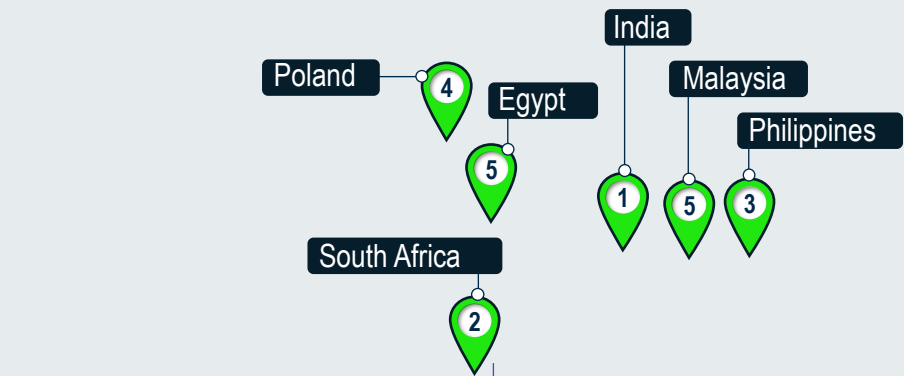 India
Poland
4
Malaysia
Egypt
Philippines
5
1
5
3
South Africa
2